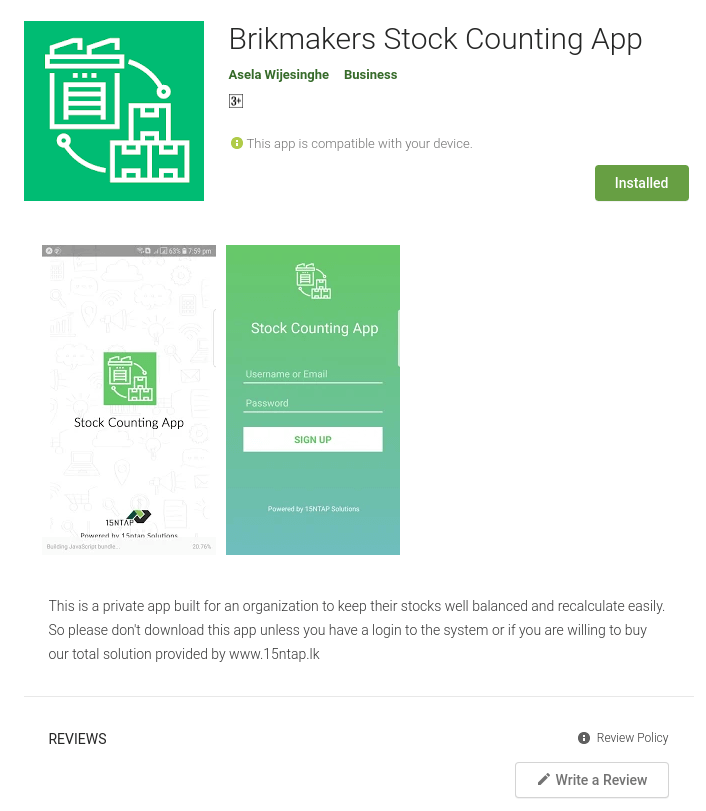 Brikmakers Stock Counting App
Asela Wijesinghe Business
3+
This app is compatible with your device.
Installed
63% 7:59 pm
Stock Counting App
15NTAP
Powered by 15ntap Solutions
Building JavaScript bundle... 20.76%
Stock Counting App
Username or Email
Password
SIGN UP
Powered by 15NTAP Solutions
This is a private app built for an organization to keep their stocks well balanced and recalculate easily.
So please don't download this app unless you have a login to the system or if you are willing to buy
our total solution provided by www.15ntap.lk
REVIEWS
Review Policy
Write a Review